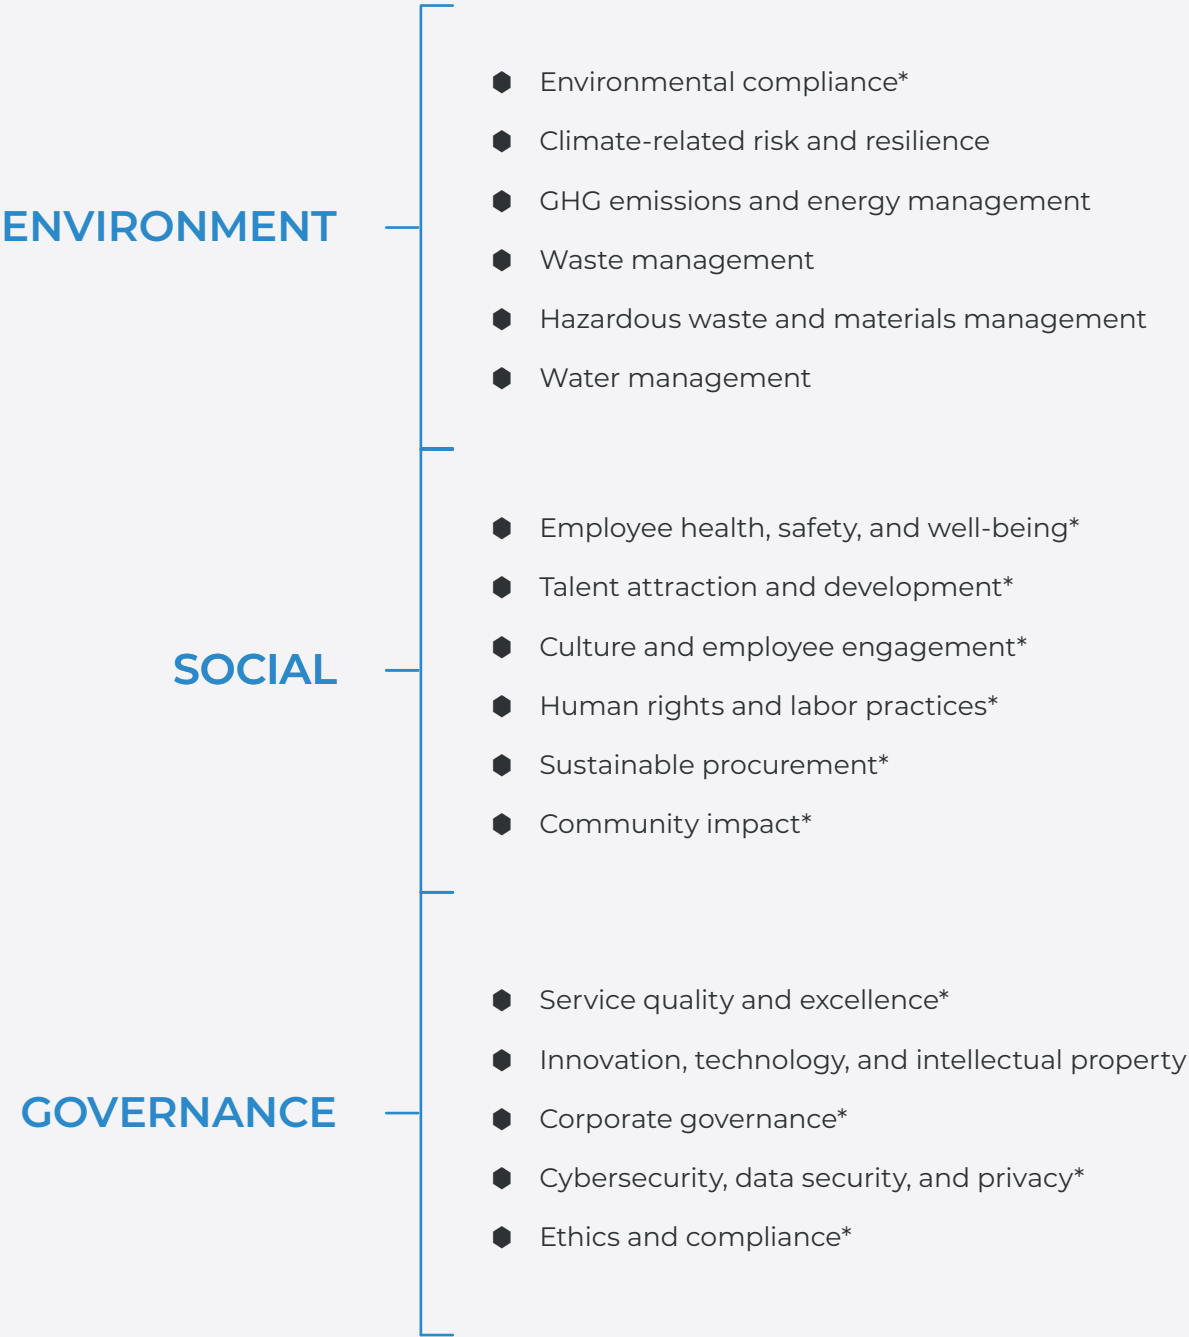 ENVIRONMENT
Environmental compliance*
Climate-related risk and resilience
GHG emissions and energy management
Waste management
Hazardous waste and materials management
Water management
SOCIAL
Employee health, safety, and well-being*
Talent attraction and development*
Culture and employee engagement*
Human rights and labor practices*
Sustainable procurement*
Community impact*
GOVERNANCE
Service quality and excellence*
Innovation, technology, and intellectual property
Corporate governance*
Cybersecurity, data security, and privacy*
Ethics and compliance*